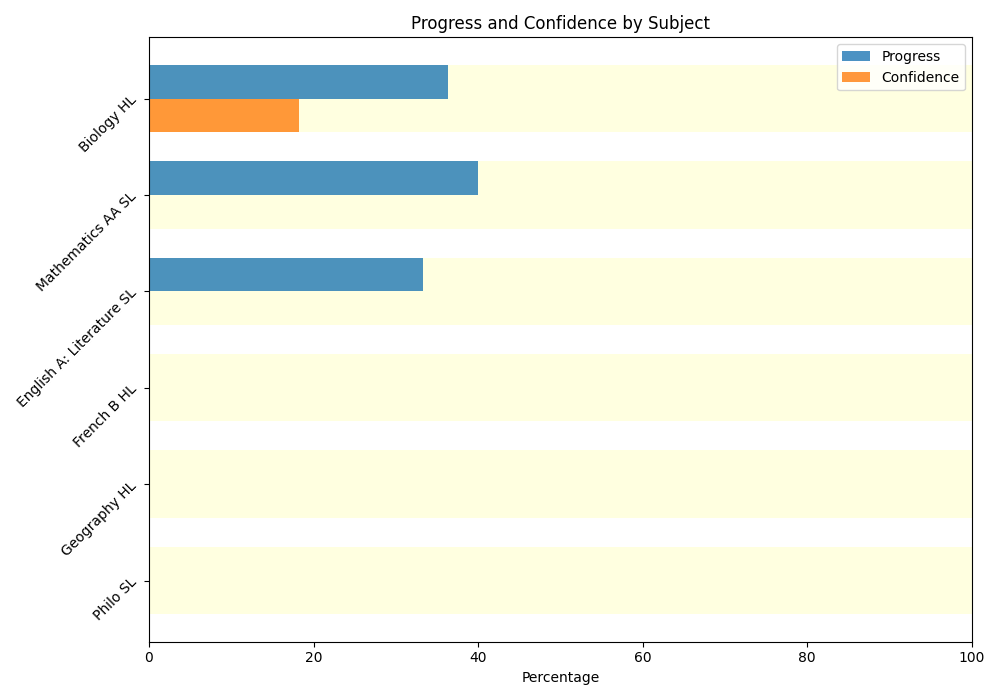 Progress and Confidence by Subject
Progress
Confidence
Biology HL
Mathematics AA SL
English A: Literature SL
French B HL
Geography HL
Philo SL
0 20 40 60 80 100
Percentage